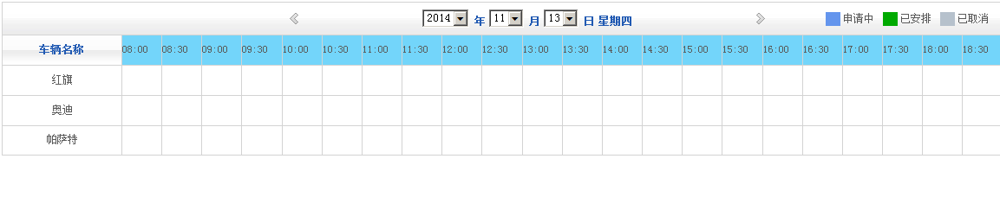 2014 年 11 月 13 日 星期四 申请中 已安排 已取消
车辆名称 08:00 08:30 09:00 09:30 10:00 10:30 11:00 11:30 12:00 12:30 13:00 13:30 14:00 14:30 15:00 15:30 16:00 16:30 17:00 17:30 18:00 18:30
红旗
奥迪
帕萨特